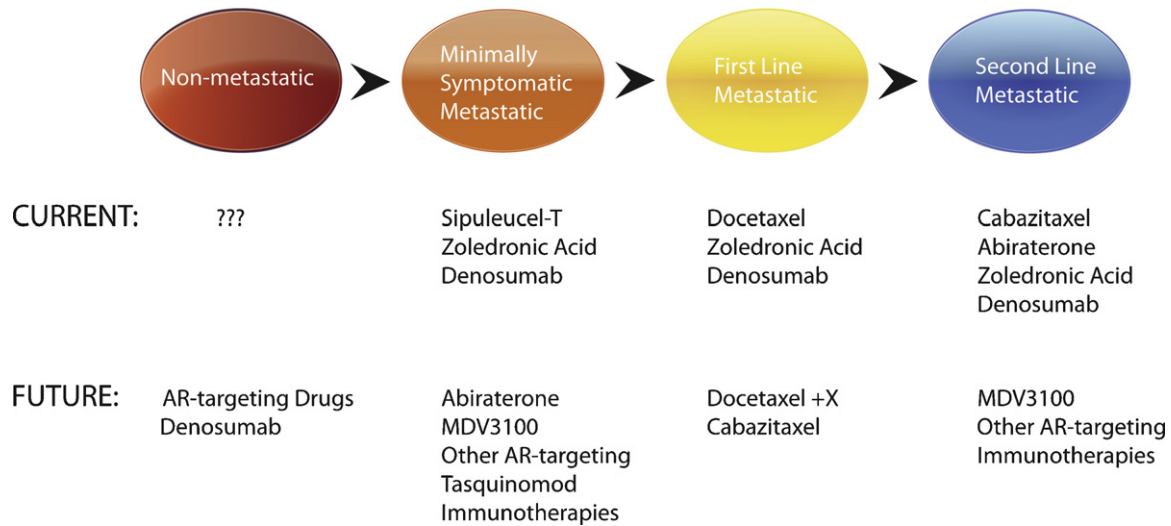 Non-metastatic
Minimally
Symptomatic
Metastatic
First Line
Metastatic
Second Line
Metastatic
CURRENT:
???
Sipuleucel-T
Zoledronic Acid
Denosumab
Docetaxel
Zoledronic Acid
Denosumab
Cabazitaxel
Abiraterone
Zoledronic Acid
Denosumab
FUTURE:
AR-targeting Drugs
Denosumab
Abiraterone
MDV3100
Other AR-targeting
Tasquinomod
Immunotherapies
Docetaxel +X
Cabazitaxel
MDV3100
Other AR-targeting
Immunotherapies